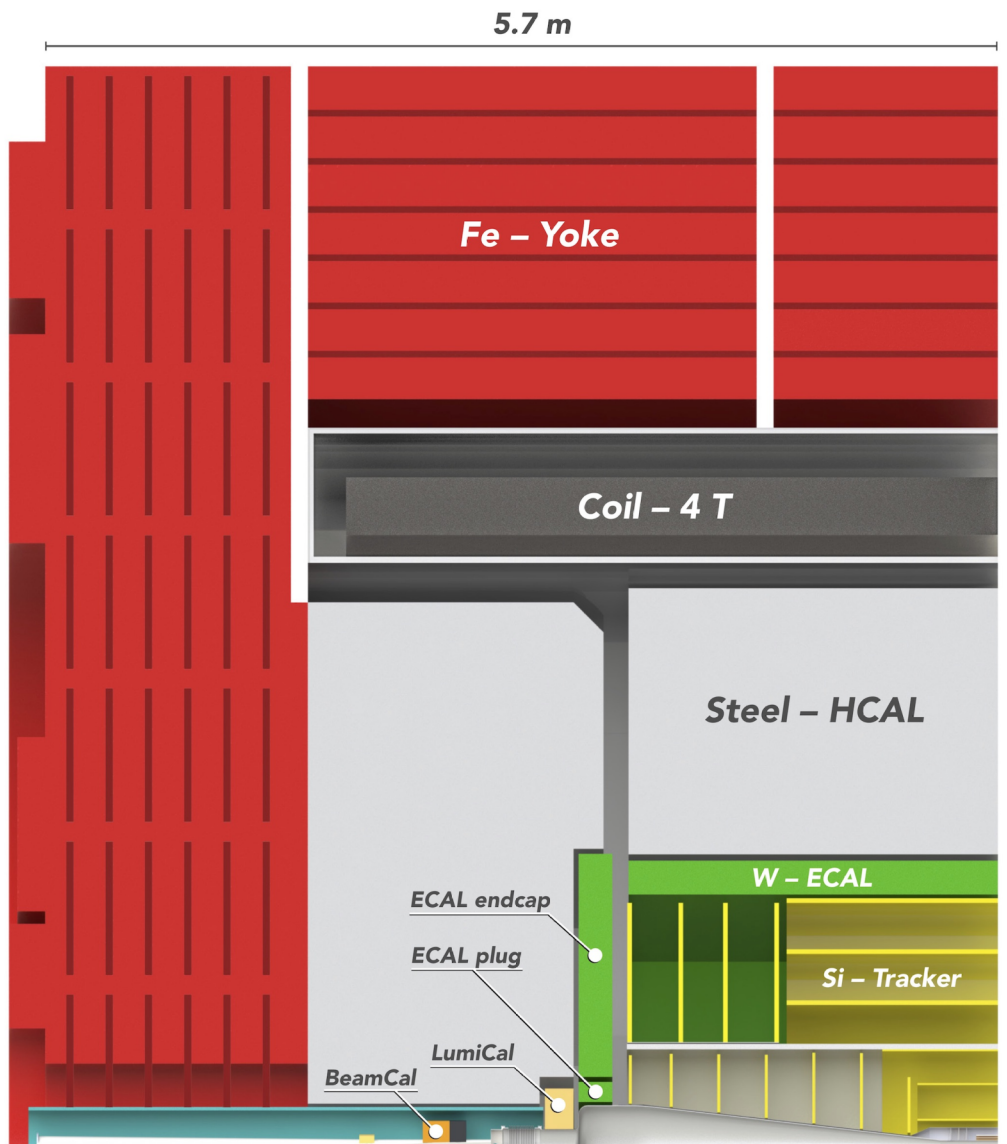 5.7 m
Fe – Yoke
Coil – 4 T
Steel – HCAL
W – ECAL
ECAL endcap
ECAL plug
Si – Tracker
LumiCal
BeamCal